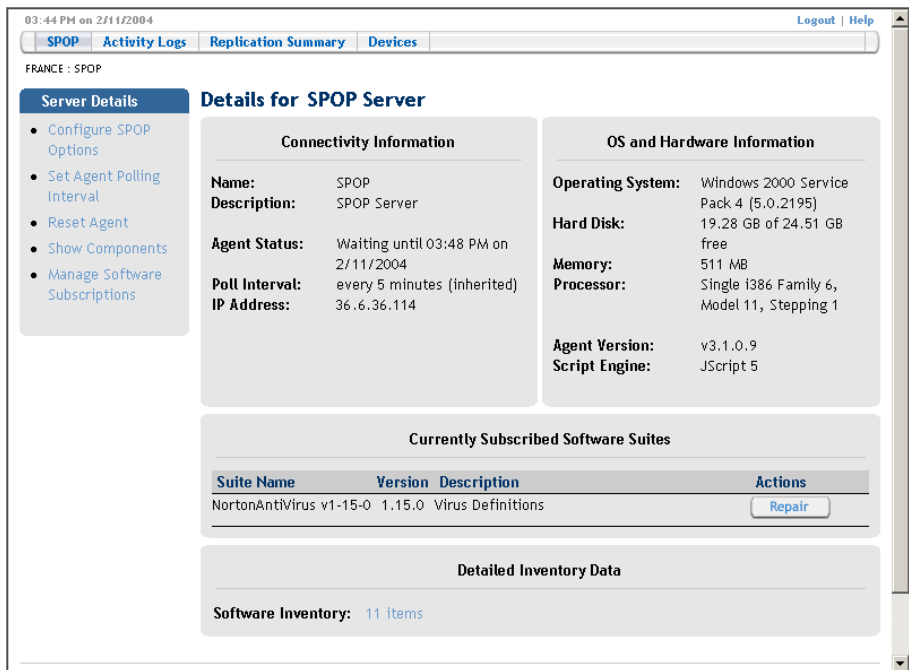 03:44 PM on 2/11/2004
Logout | Help
SPOP Activity Logs Replication Summary Devices
FRANCE : SPOP
Server Details
Configure SPOP
Options
Set Agent Polling
Interval
Reset Agent
Show Components
Manage Software
Subscriptions
Details for SPOP Server
Connectivity Information
Name: SPOP
Description: SPOP Server
Agent Status: Waiting until 03:48 PM on
2/11/2004
Poll Interval: every 5 minutes (inherited)
IP Address: 36.6.36.114
OS and Hardware Information
Operating System: Windows 2000 Service
Pack 4 (5.0.2195)
Hard Disk: 19.28 GB of 24.51 GB
free
Memory: 511 MB
Processor: Single i386 Family 6,
Model 11, Stepping 1
Agent Version: v3.1.0.9
Script Engine: JScript 5
Currently Subscribed Software Suites
Suite Name Version Description Actions
NortonAntiVirus v1-15-0 1.15.0 Virus Definitions Repair
Detailed Inventory Data
Software Inventory: 11 items